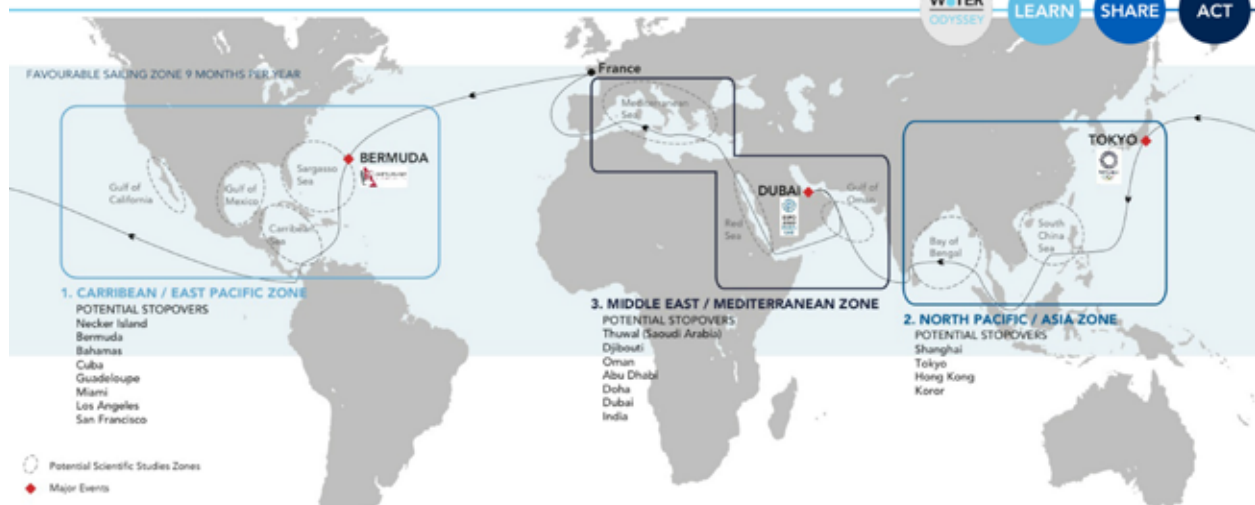 WATER
ODYSSEY
LEARN
SHARE
ACT
FAVOURABLE SAILING ZONE 9 MONTHS PER YEAR
France
Mediterranean
Sea
BERMUDA
Sargasso
Sea
Gulf of
California
Gulf of
Mexico
Carribean
Sea
DUBAI
Gulf of
Oman
Red
Sea
TOKYO
South
China
Sea
Bay of
Bengal
1. CARRIBEAN / EAST PACIFIC ZONE
POTENTIAL STOPOVERS
Necker Island
Bermuda
Bahamas
Cuba
Guadeloupe
Miami
Los Angeles
San Francisco
3. MIDDLE EAST / MEDITERRANEAN ZONE
POTENTIAL STOPOVERS
Thuwal (Saoudi Arabia)
Djibouti
Oman
Abu Dhabi
Doha
Dubai
India
2. NORTH PACIFIC / ASIA ZONE
POTENTIAL STOPOVERS
Shanghai
Tokyo
Hong Kong
Koror
Potential Scientific Studies Zones
Major Events